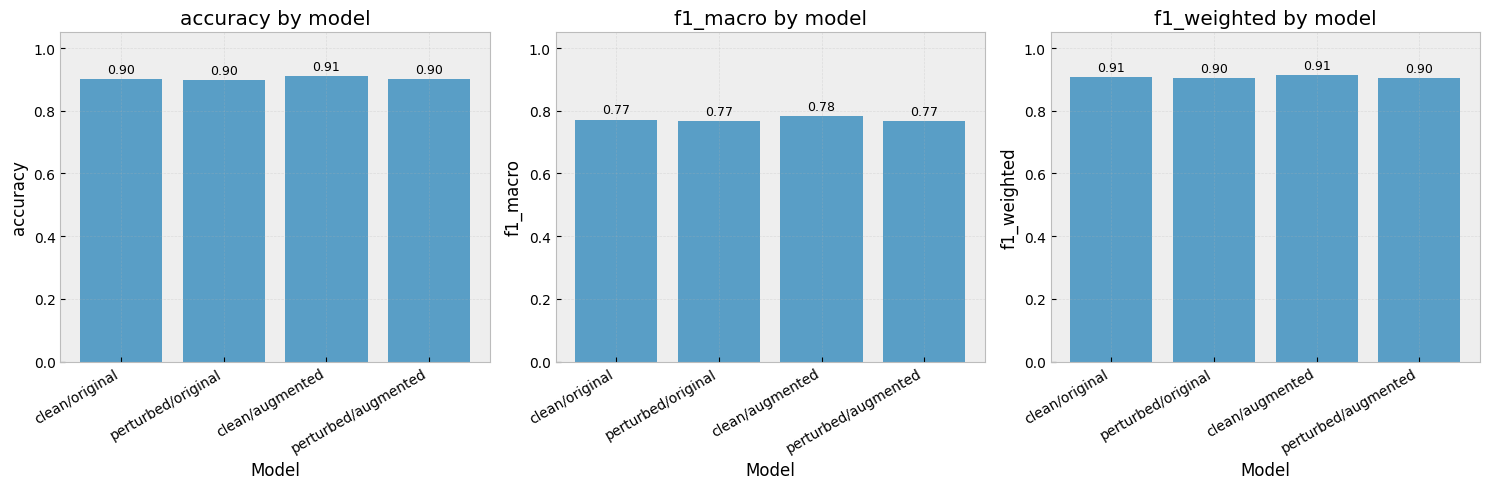 accuracy by model
accuracy
1.0
0.8
0.6
0.4
0.2
0.0
0.90
0.90
0.91
0.90
clean/original
perturbed/original
clean/augmented
perturbed/augmented
Model
f1_macro by model
f1_macro
1.0
0.8
0.6
0.4
0.2
0.0
0.77
0.77
0.78
0.77
clean/original
perturbed/original
clean/augmented
perturbed/augmented
Model
f1_weighted by model
f1_weighted
1.0
0.8
0.6
0.4
0.2
0.0
0.91
0.90
0.91
0.90
clean/original
perturbed/original
clean/augmented
perturbed/augmented
Model